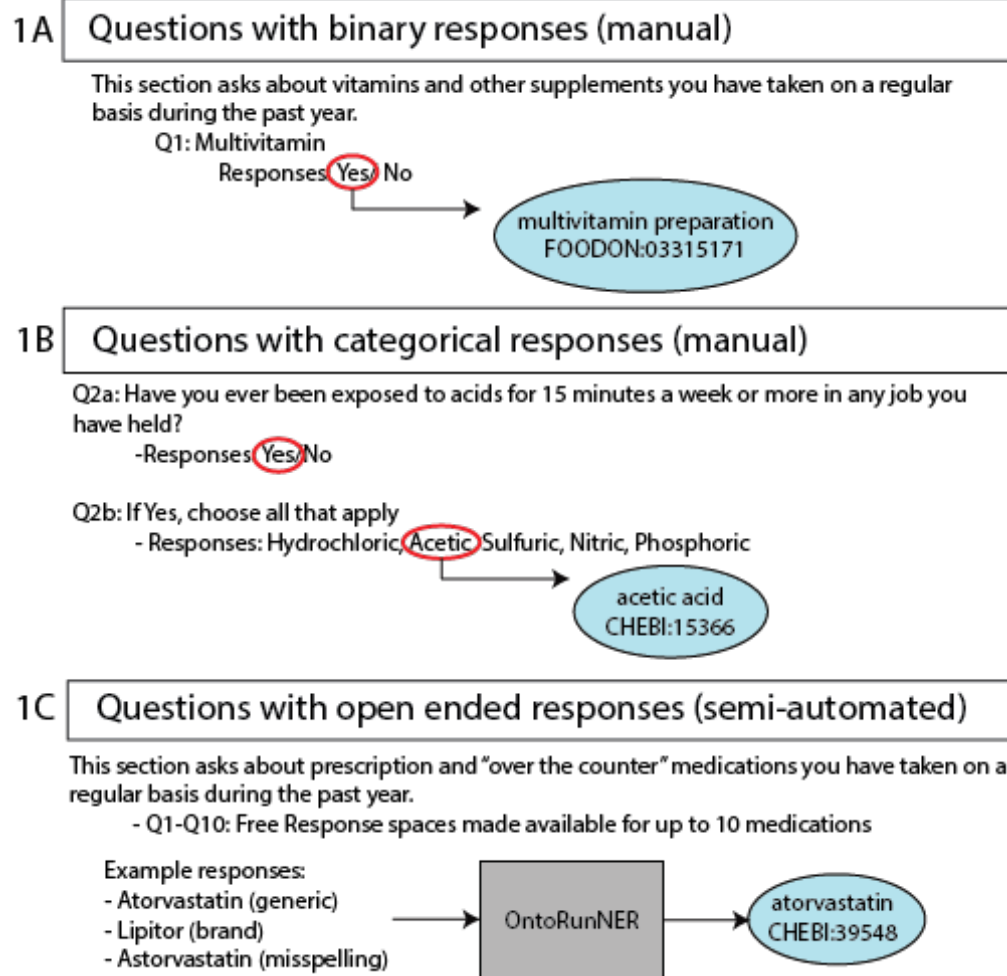 1A Questions with binary responses (manual)
This section asks about vitamins and other supplements you have taken on a regular
basis during the past year.
Q1: Multivitamin
Responses Yes/ No
multivitamin preparation
FOODON:03315171
1B Questions with categorical responses (manual)
Q2a: Have you ever been exposed to acids for 15 minutes a week or more in any job you
have held?
-Responses Yes/No
Q2b: If Yes, choose all that apply
- Responses: Hydrochloric, Acetic, Sulfuric, Nitric, Phosphoric
acetic acid
CHEBI:15366
1C Questions with open ended responses (semi-automated)
This section asks about prescription and “over the counter” medications you have taken on a
regular basis during the past year.
- Q1-Q10: Free Response spaces made available for up to 10 medications
Example responses:
- Atorvastatin (generic)
- Lipitor (brand)
- Astorvastatin (misspelling)
OntoRunNER
atorvastatin
CHEBI:39548